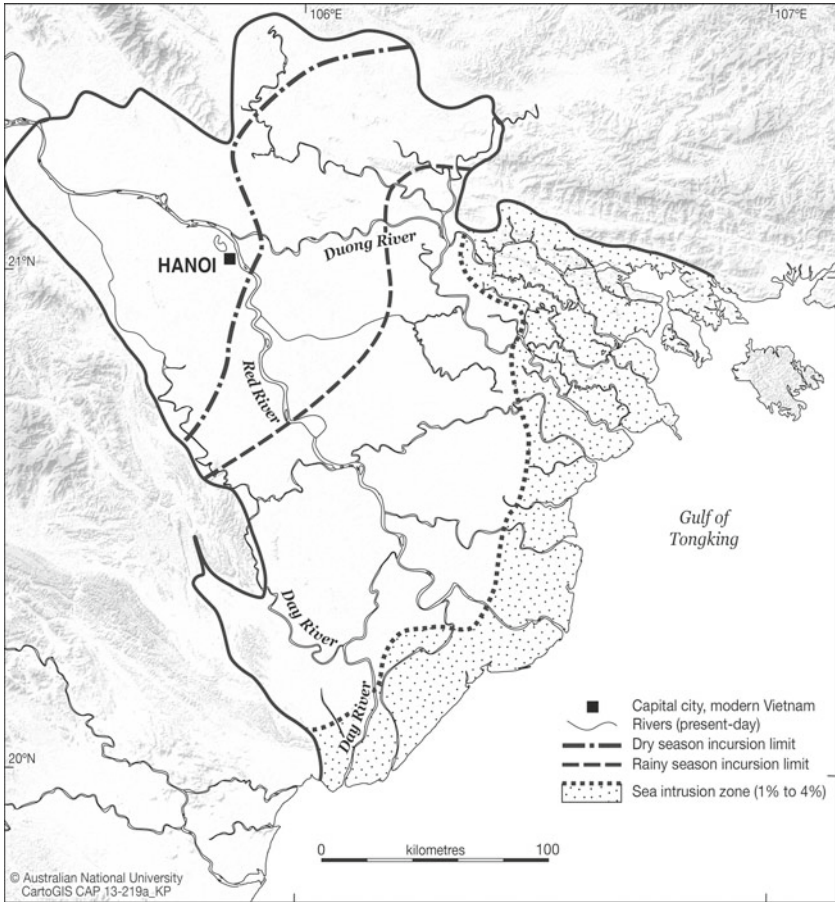 106°E
107°E
Duong River
21°N
HANOI
Red River
Gulf of
Tongking
Day River
Day River
Capital city, modern Vietnam
Rivers (present-day)
Dry season incursion limit
20°N
Rainy season incursion limit
Sea intrusion zone (1% to 4%)
0 kilometres 100
© Australian National University
CartoGIS CAP 13-219a_KP